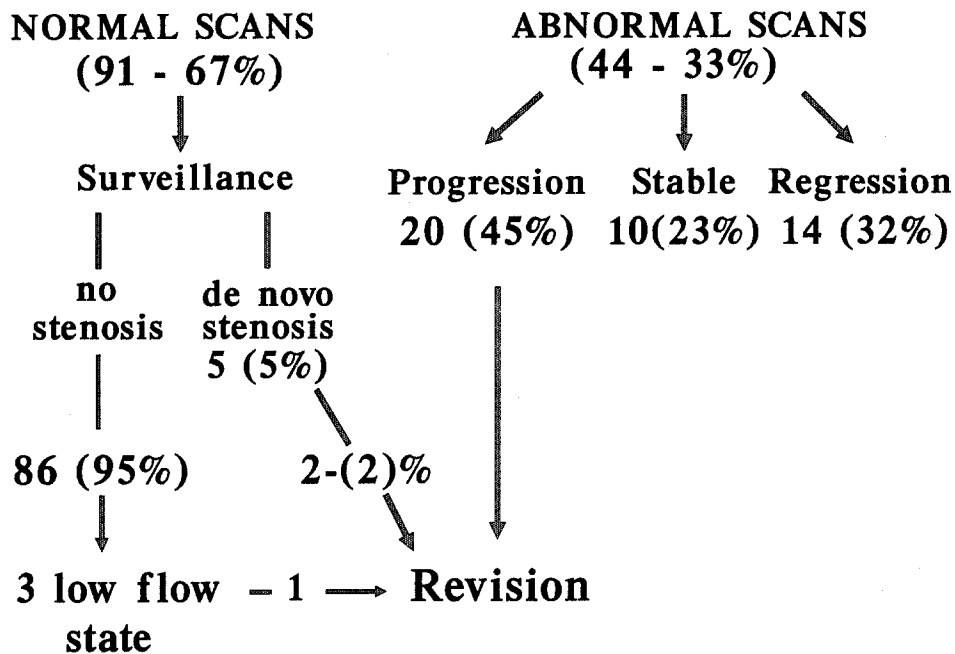 NORMAL SCANS
(91 - 67%)
Surveillance
no
stenosis
de novo
stenosis
5 (5%)
86 (95%)
2-(2)%
3 low flow
state
– 1
Revision
ABNORMAL SCANS
(44 - 33%)
Progression
20 (45%)
Stable
10(23%)
Regression
14 (32%)